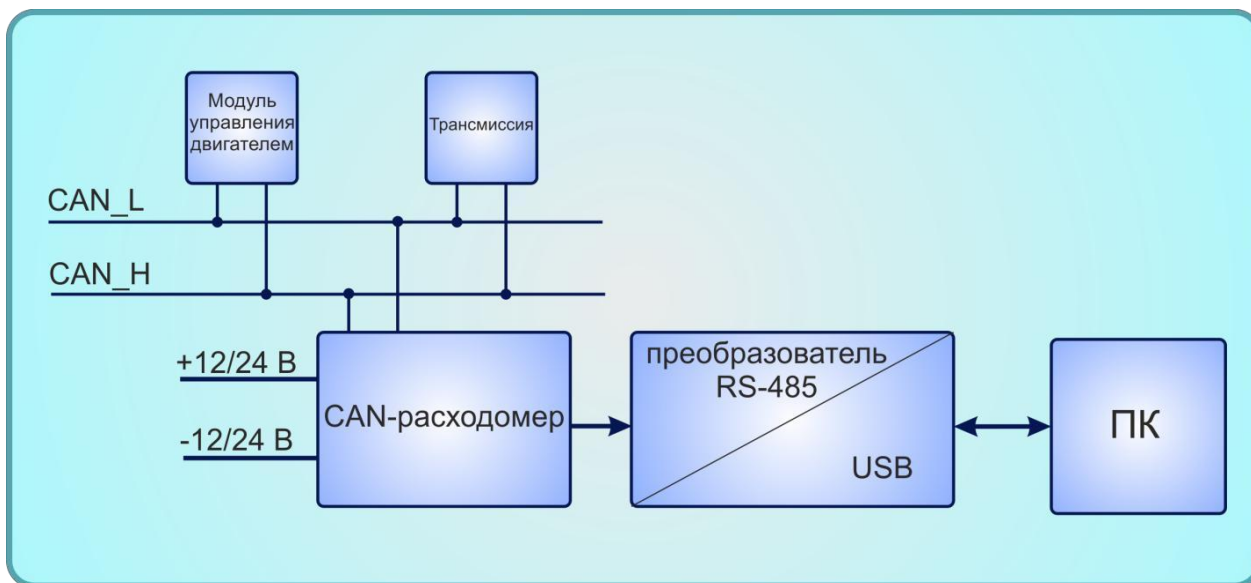 Модуль
управления
двигателем
Трансмиссия
CAN_L
CAN_H
+12/24 В
-12/24 В
CAN-расходомер
преобразователь
RS-485
USB
ПК